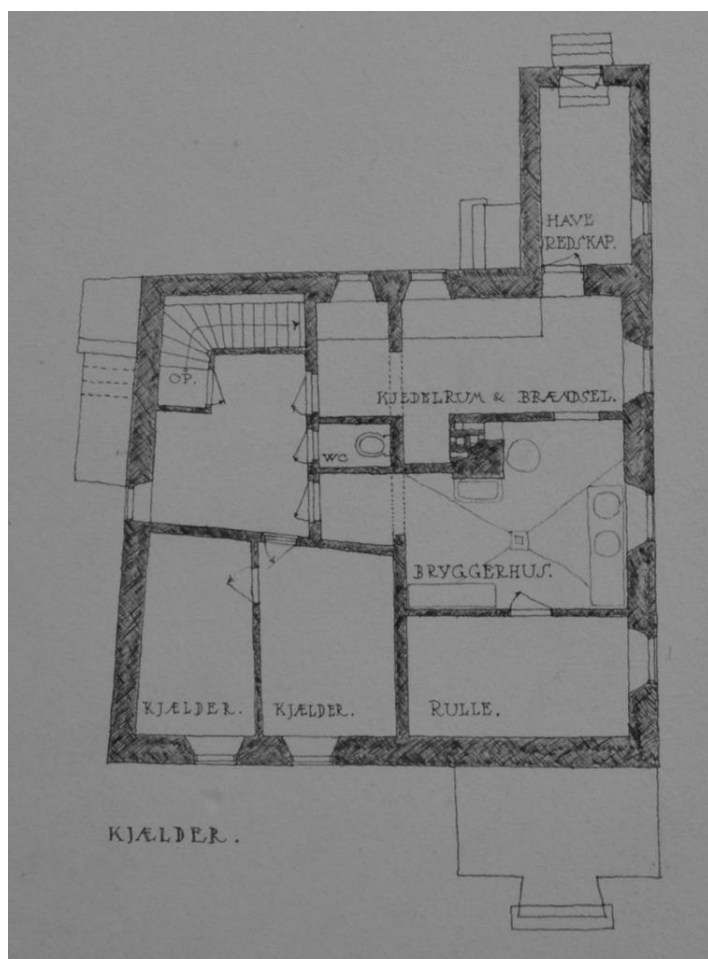 HAVE
REDSKAP.
OP.
KJEDELRUM & BRÆNDSEL.
WC
BRYGGERHUS.
KJÆLDER.
KJÆLDER.
RULLE.
KJÆLDER.